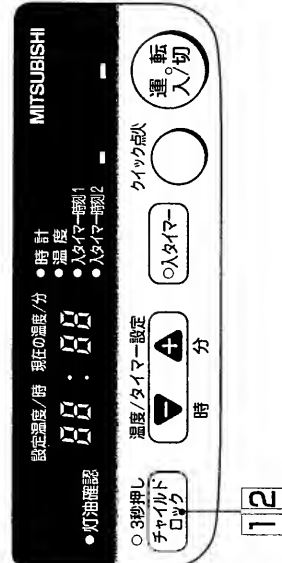 MITSUBISHI
設定温度/時 現在の温度/分
88:88
●時計
●温度
●入タイマー時刻1
●入タイマー時刻2
●灯油確認
○3秒押し
チャイルド
ロック
温度/タイマー設定
▼− ▲+
時 分
○入タイマー
クイック点火
運転
入/切
1 2